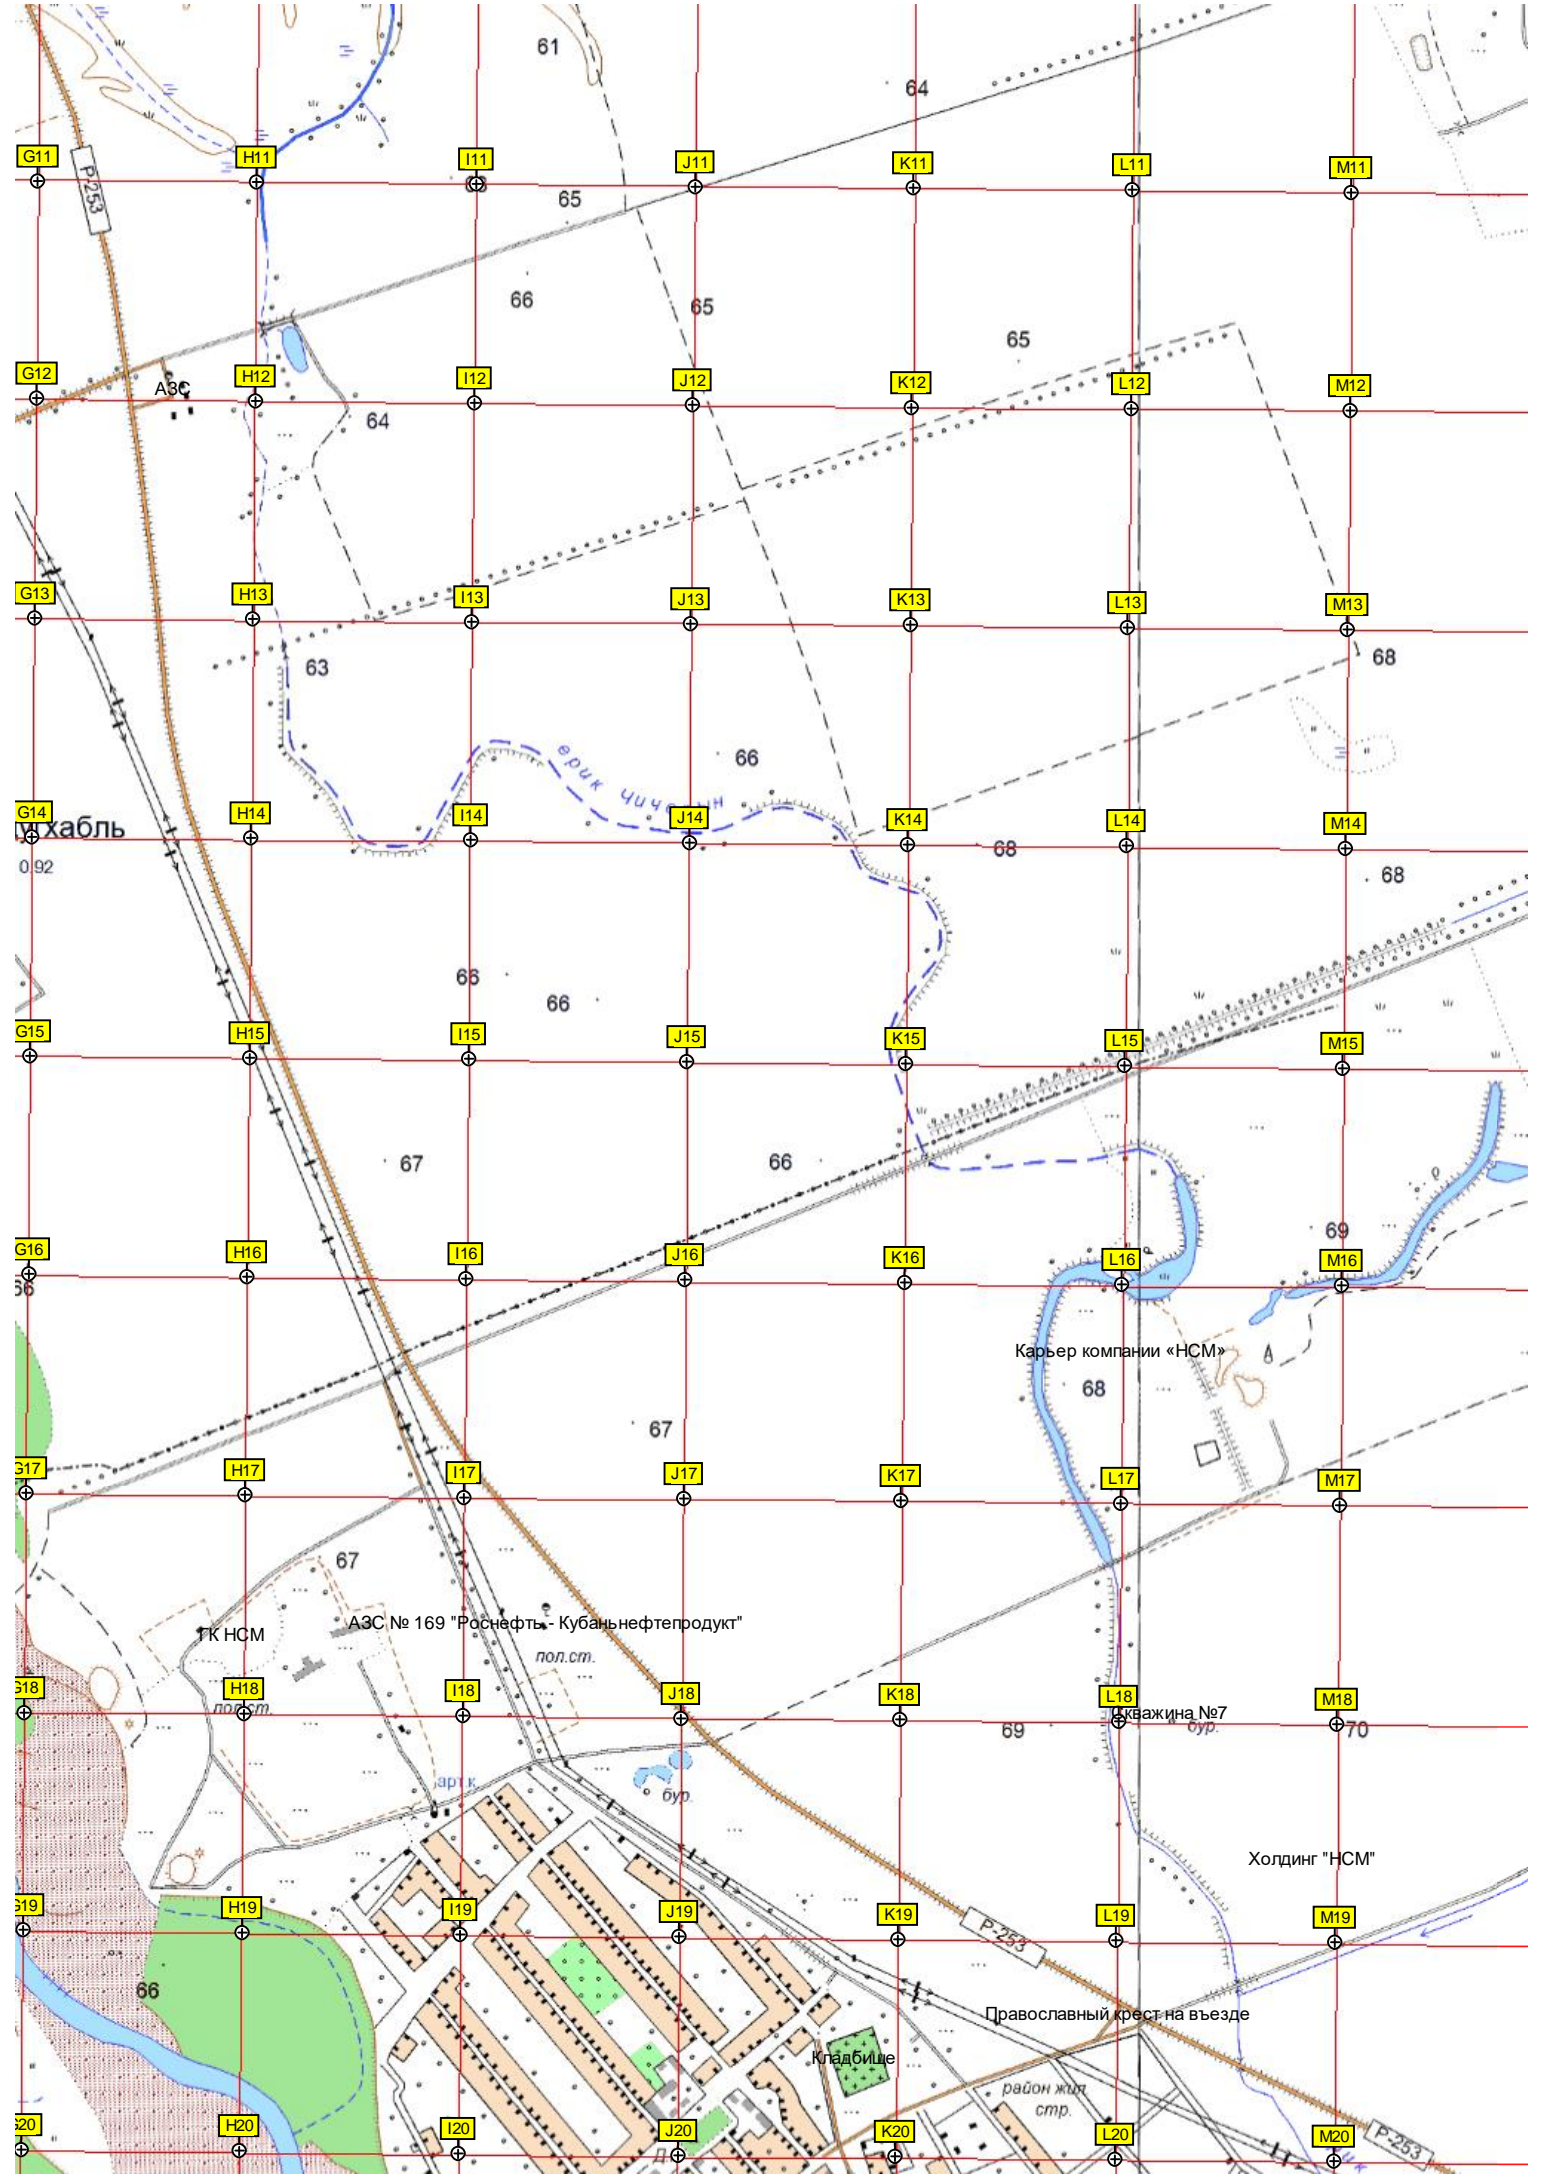 61
64
G11
H11
I11
J11
K11
L11
M11
P-253
65
66
65
65
G12
АЗС
H12
I12
J12
K12
L12
M12
64
G13
H13
I13
J13
K13
L13
M13
63
68
66
ерик
G14
H14
I14
J14
K14
L14
M14
хабль
0.92
68
68
66
66
G15
H15
I15
J15
K15
L15
M15
67
66
69
G16
H16
I16
J16
K16
L16
M16
66
Карьер компании «НСМ»
68
67
G17
H17
I17
J17
K17
L17
M17
67
АЗС № 169 "Роснефть - Кубаньнефтепродукт"
ГК НСМ
пол.ст.
G18
H18
I18
J18
K18
L18
M18
пол.ст.
Скважина №7
бур.
69
70
арт.к.
бур.
Холдинг "НСМ"
G19
H19
I19
J19
K19
L19
M19
P-253
66
Православный крест на въезде
Кладбище
район жил.
стр.
G20
H20
I20
J20
K20
L20
M20
P-253